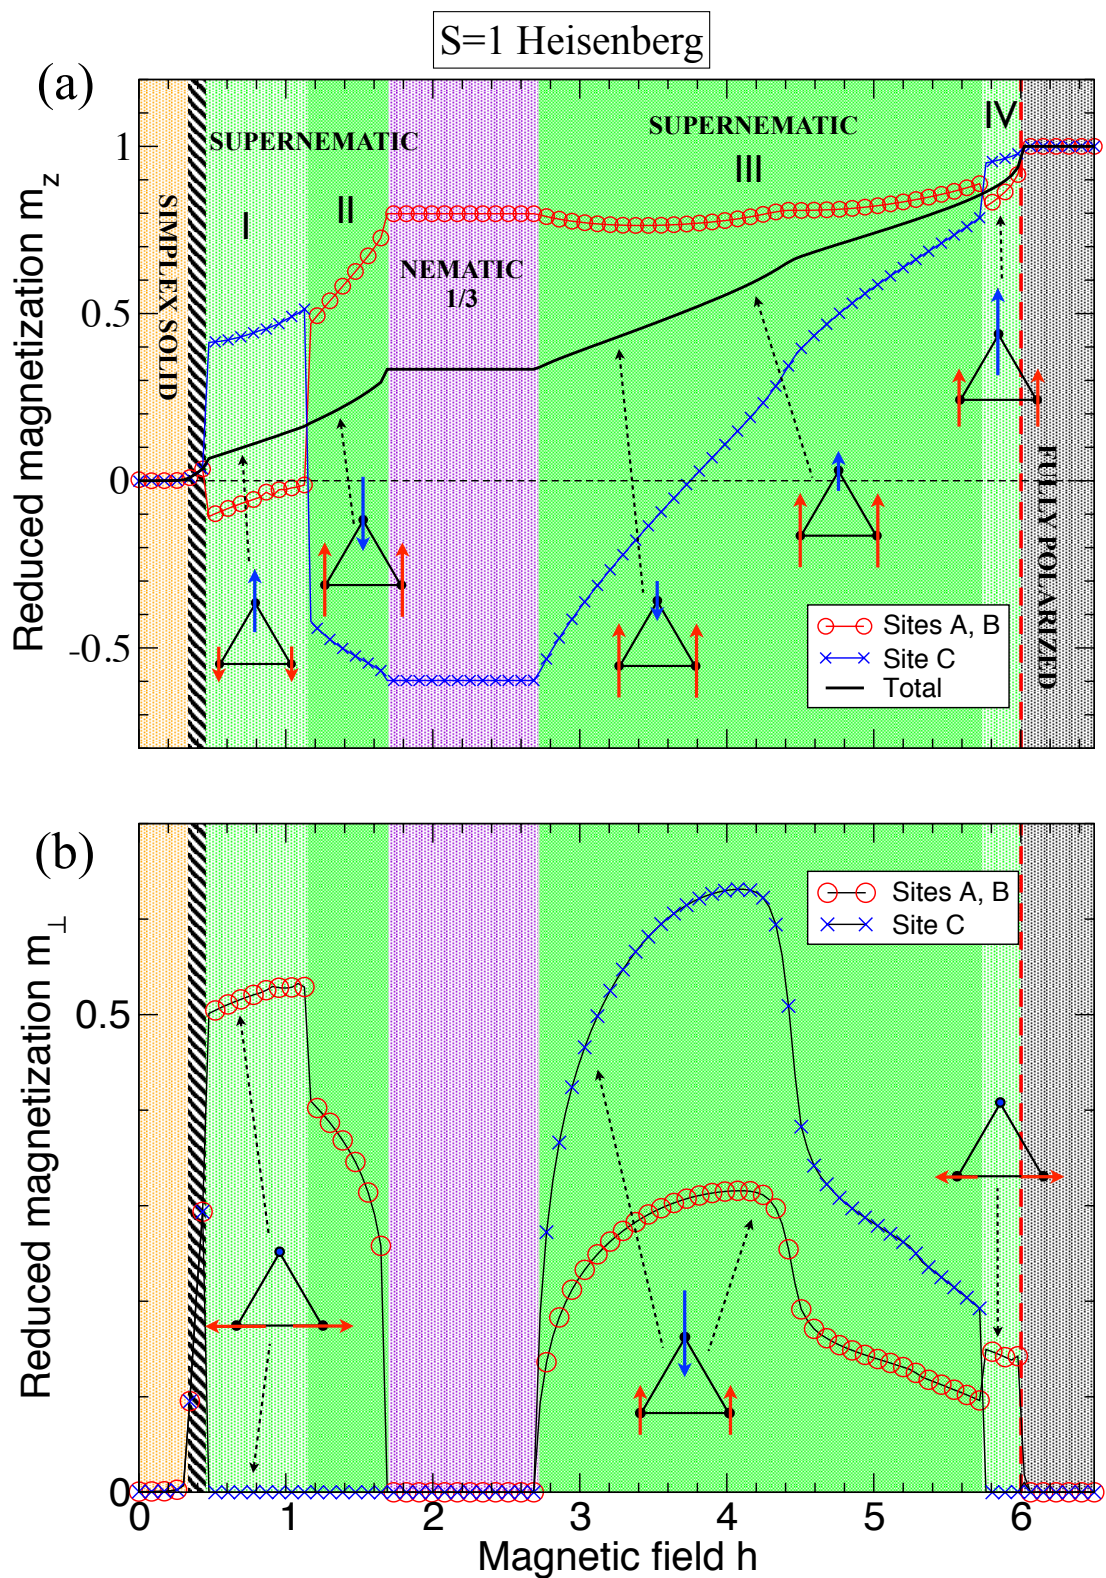 S=1 Heisenberg
(a)
Reduced magnetization m_z
1
0.5
0
-0.5
SIMPLEX SOLID
SUPERNEMATIC
I
II
NEMATIC
1/3
SUPERNEMATIC
III
IV
FULLY POLARIZED
Sites A, B
Site C
Total
(b)
Reduced magnetization m_⊥
0.5
0
Sites A, B
Site C
0 1 2 3 4 5 6
Magnetic field h